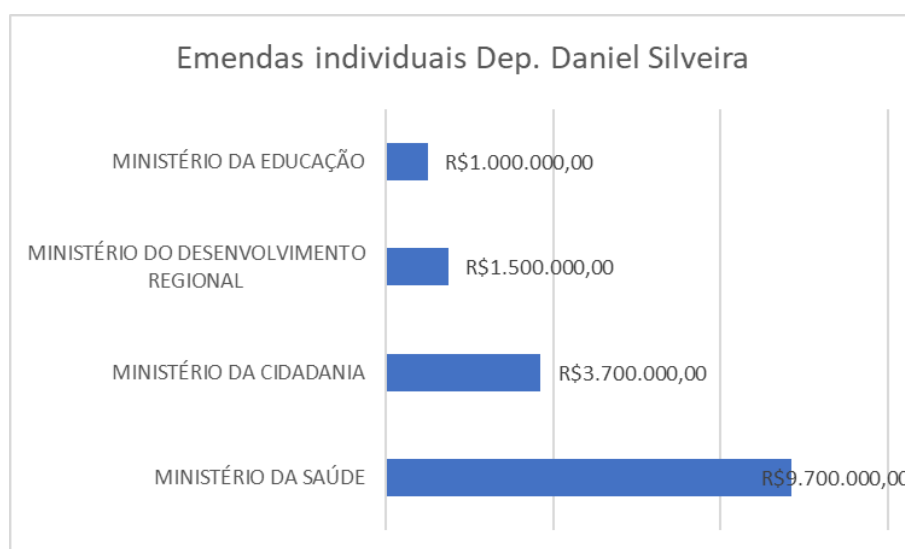 Emendas individuais Dep. Daniel Silveira
MINISTÉRIO DA EDUCAÇÃO
R$1.000.000,00
MINISTÉRIO DO DESENVOLVIMENTO
REGIONAL
R$1.500.000,00
MINISTÉRIO DA CIDADANIA
R$3.700.000,00
MINISTÉRIO DA SAÚDE
R$9.700.000,00